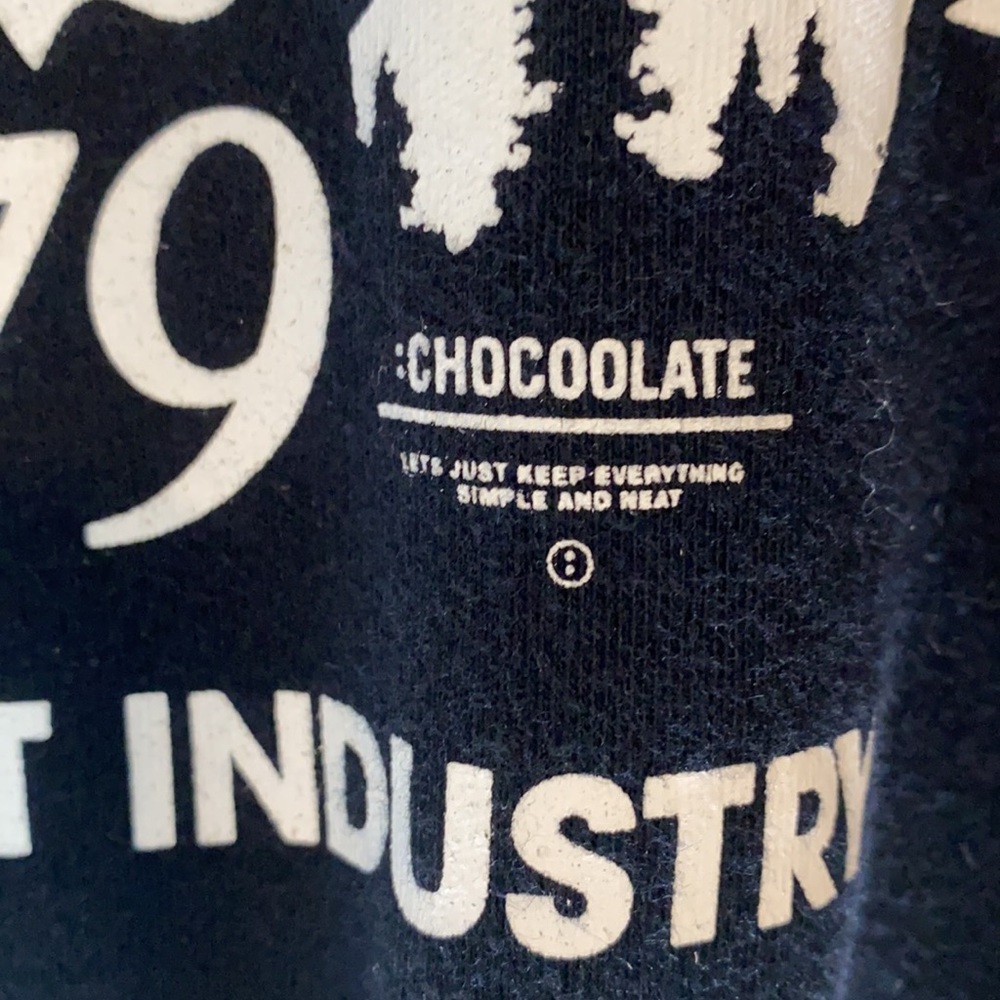 79
:CHOCOOLATE
LETS JUST KEEP EVERYTHING
SIMPLE AND NEAT
T INDUSTRY